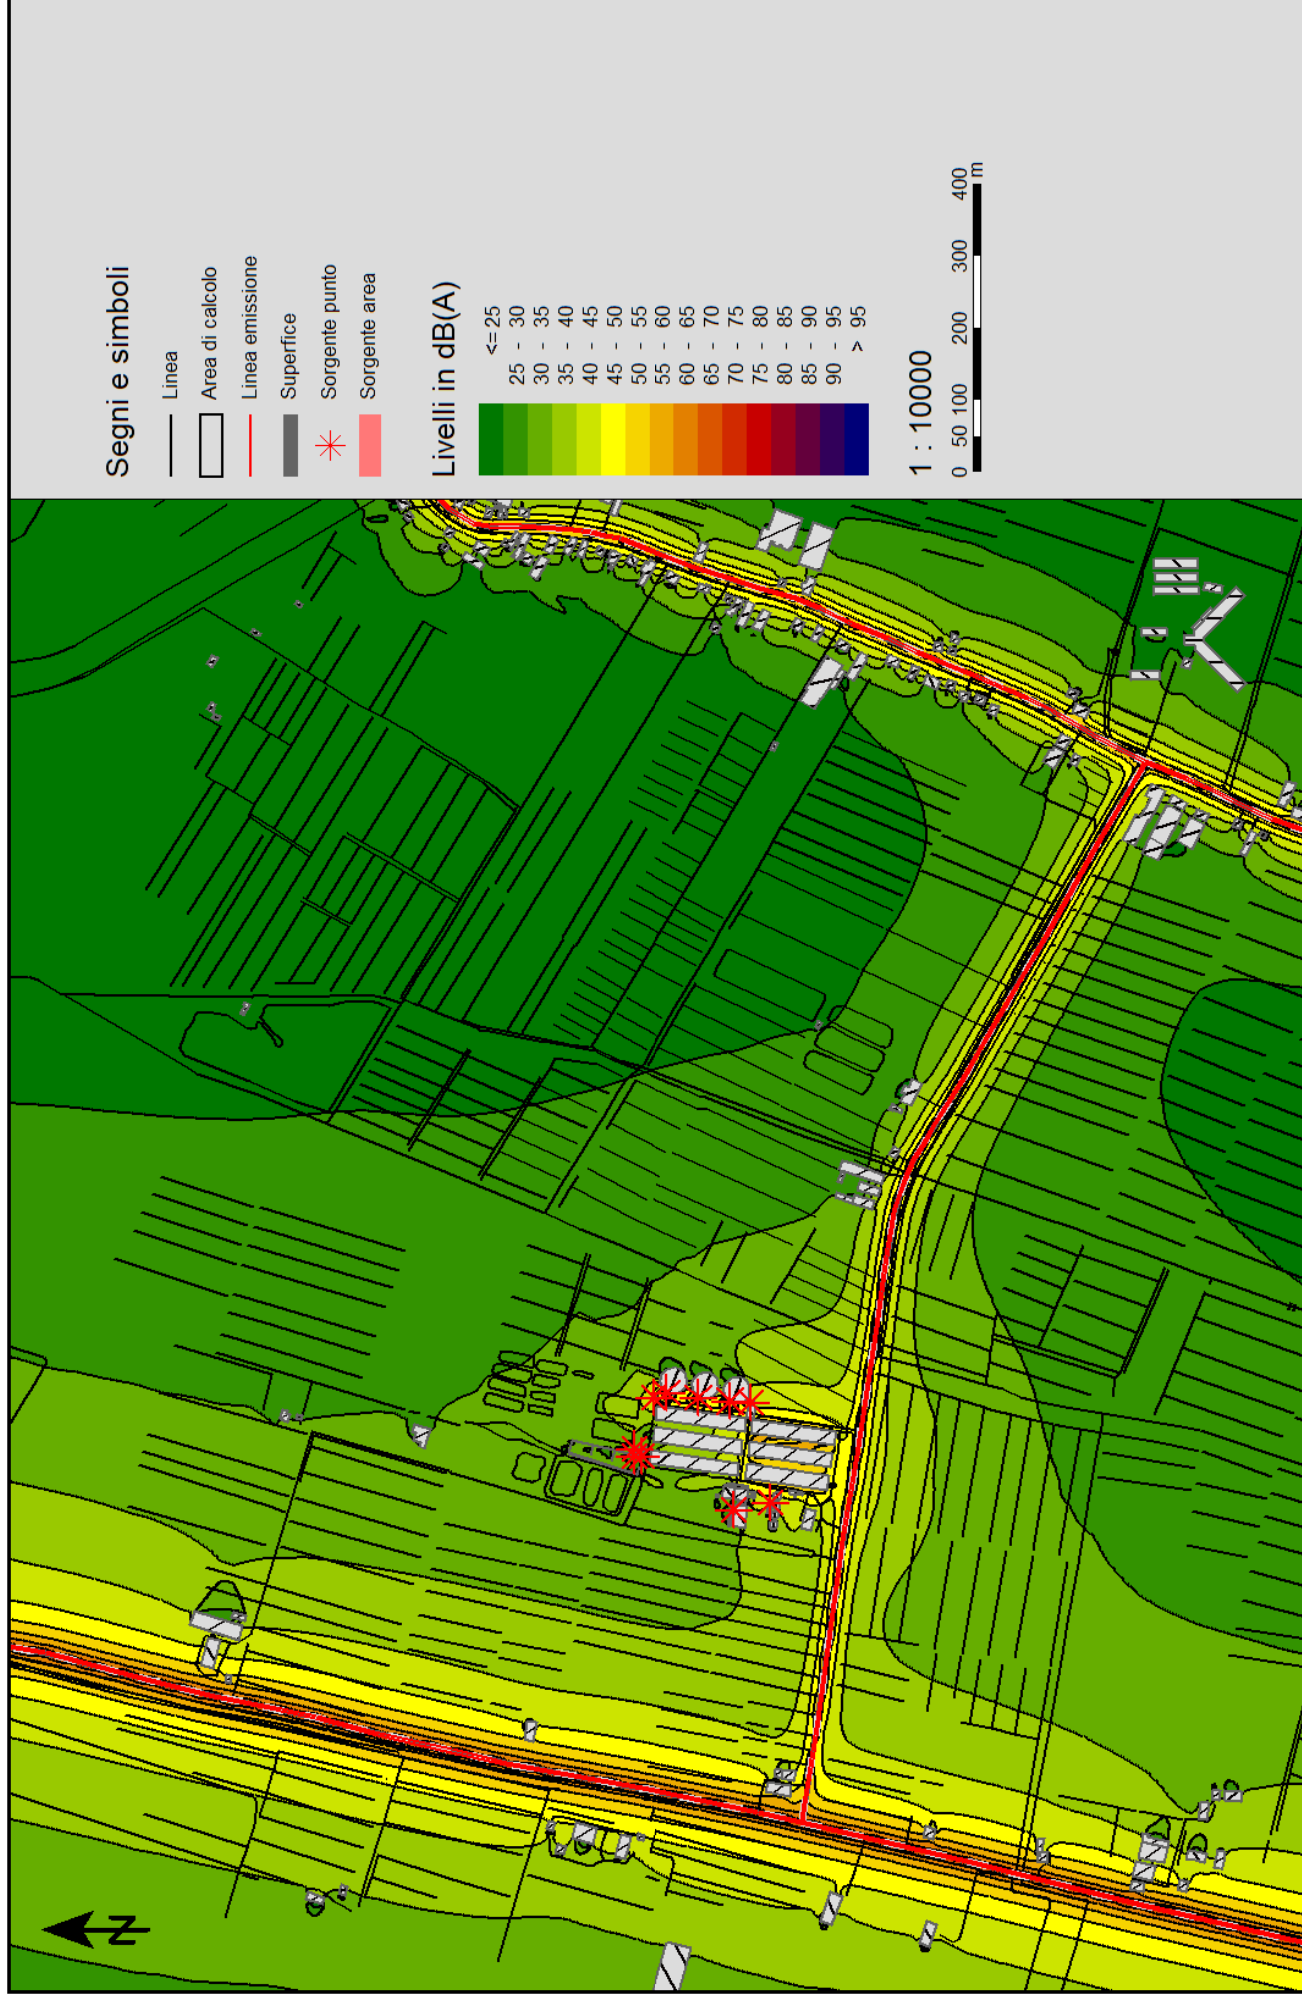 Segni e simboli
Linea
Area di calcolo
Linea emissione
Superfice
Sorgente punto
Sorgente area
Livelli in dB(A)
<= 25
25 - 30
30 - 35
35 - 40
40 - 45
45 - 50
50 - 55
55 - 60
60 - 65
65 - 70
70 - 75
75 - 80
80 - 85
85 - 90
90 - 95
> 95
1 : 10000
0 50 100 200 300 400
m
N